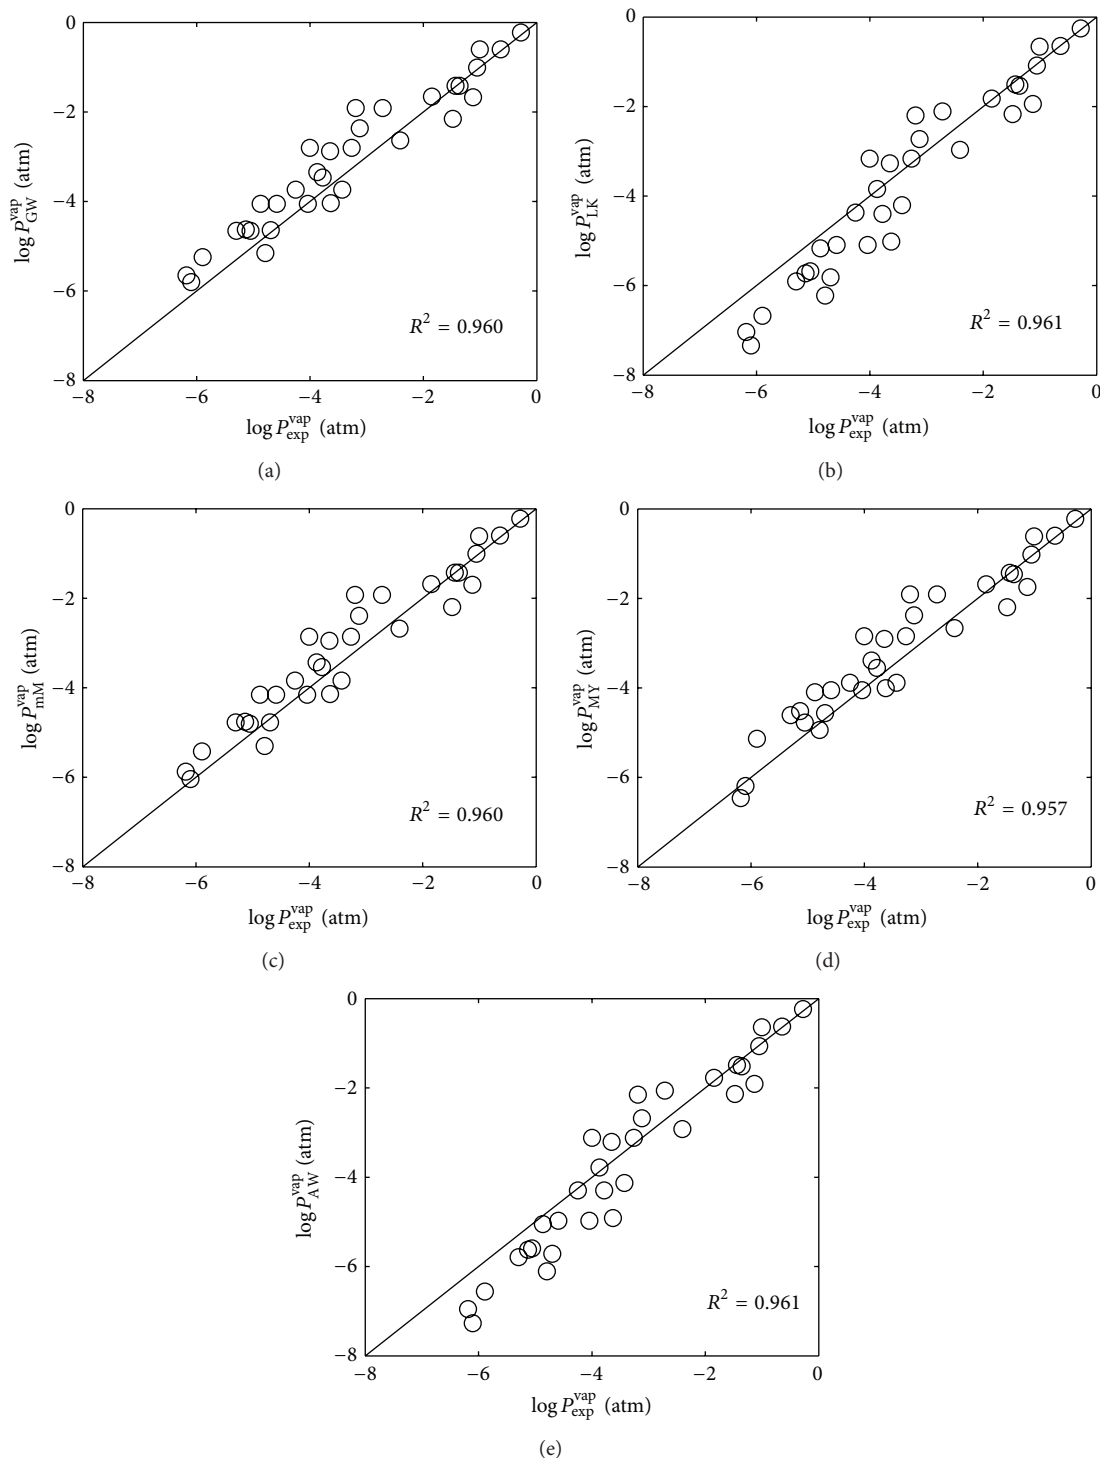 0
−2
−4
−6
−8
log P^vap_GW (atm)
R² = 0.960
−8 −6 −4 −2 0
log P^vap_exp (atm)
(a)
0
−2
−4
−6
−8
log P^vap_LK (atm)
R² = 0.961
−8 −6 −4 −2 0
log P^vap_exp (atm)
(b)
0
−2
−4
−6
−8
log P^vap_mM (atm)
R² = 0.960
−8 −6 −4 −2 0
log P^vap_exp (atm)
(c)
0
−2
−4
−6
−8
log P^vap_MY (atm)
R² = 0.957
−8 −6 −4 −2 0
log P^vap_exp (atm)
(d)
0
−2
−4
−6
−8
log P^vap_AW (atm)
R² = 0.961
−8 −6 −4 −2 0
log P^vap_exp (atm)
(e)